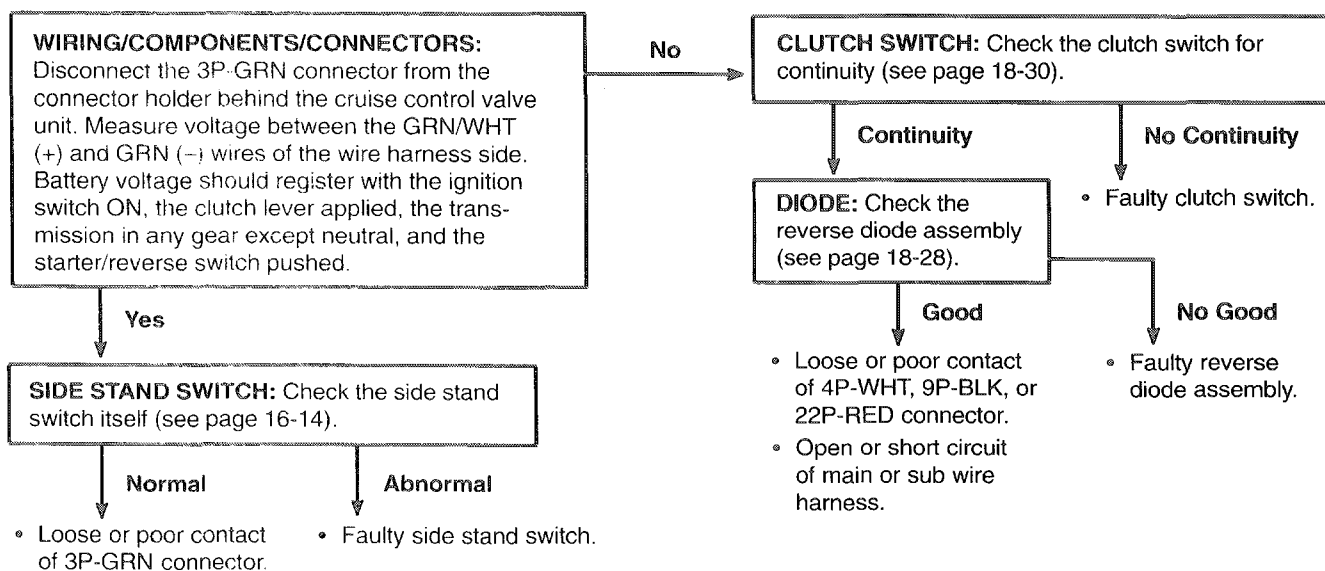 WIRING/COMPONENTS/CONNECTORS:
Disconnect the 3P-GRN connector from the
connector holder behind the cruise control valve
unit. Measure voltage between the GRN/WHT
(+) and GRN (–) wires of the wire harness side.
Battery voltage should register with the ignition
switch ON, the clutch lever applied, the trans-
mission in any gear except neutral, and the
starter/reverse switch pushed.
No
CLUTCH SWITCH: Check the clutch switch for
continuity (see page 18-30).
Continuity
No Continuity
• Faulty clutch switch.
DIODE: Check the
reverse diode assembly
(see page 18-28).
Good
No Good
• Loose or poor contact
of 4P-WHT, 9P-BLK, or
22P-RED connector.
• Open or short circuit
of main or sub wire
harness.
• Faulty reverse
diode assembly.
Yes
SIDE STAND SWITCH: Check the side stand
switch itself (see page 16-14).
Normal
Abnormal
• Loose or poor contact
of 3P-GRN connector.
• Faulty side stand switch.